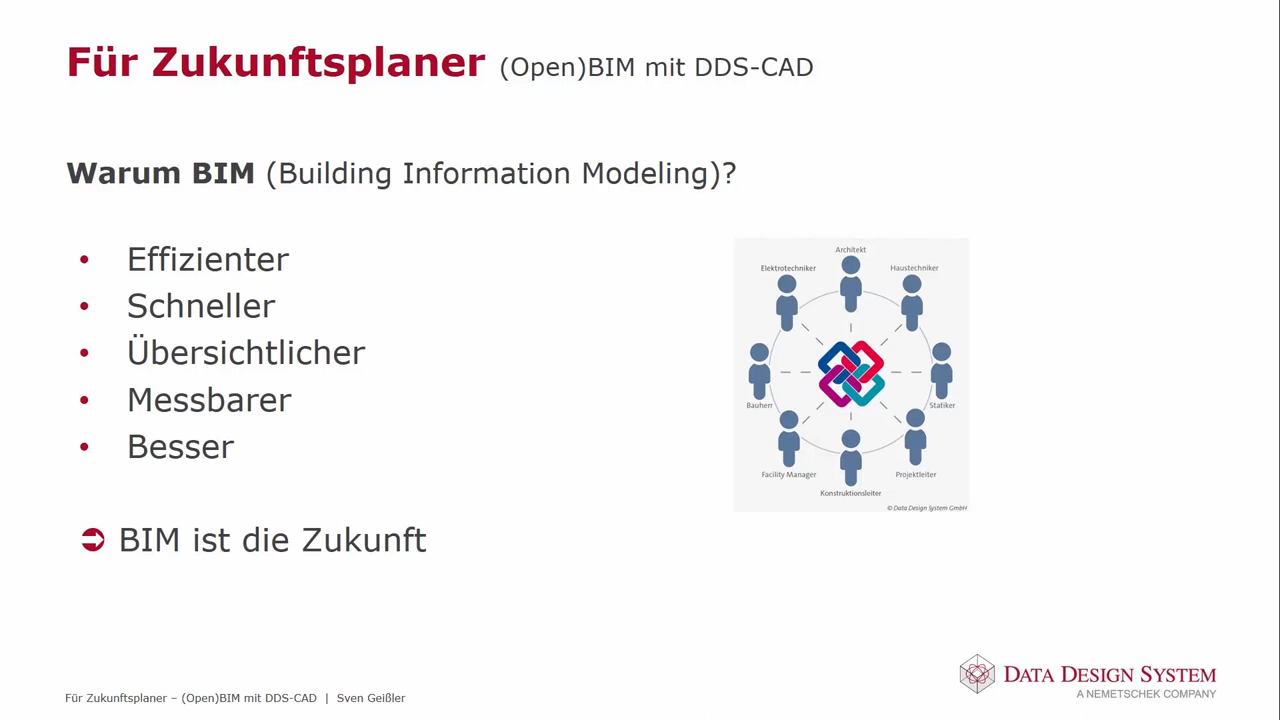 Für Zukunftsplaner (Open)BIM mit DDS-CAD
Warum BIM (Building Information Modeling)?
• Effizienter
• Schneller
• Übersichtlicher
• Messbarer
• Besser
➲ BIM ist die Zukunft
Architekt
Elektrotechniker
Haustechniker
Bauherr
Statiker
Facility Manager
Projektleiter
Konstruktionsleiter
© Data Design System GmbH
DATA DESIGN SYSTEM
A NEMETSCHEK COMPANY
Für Zukunftsplaner – (Open)BIM mit DDS-CAD | Sven Geißler